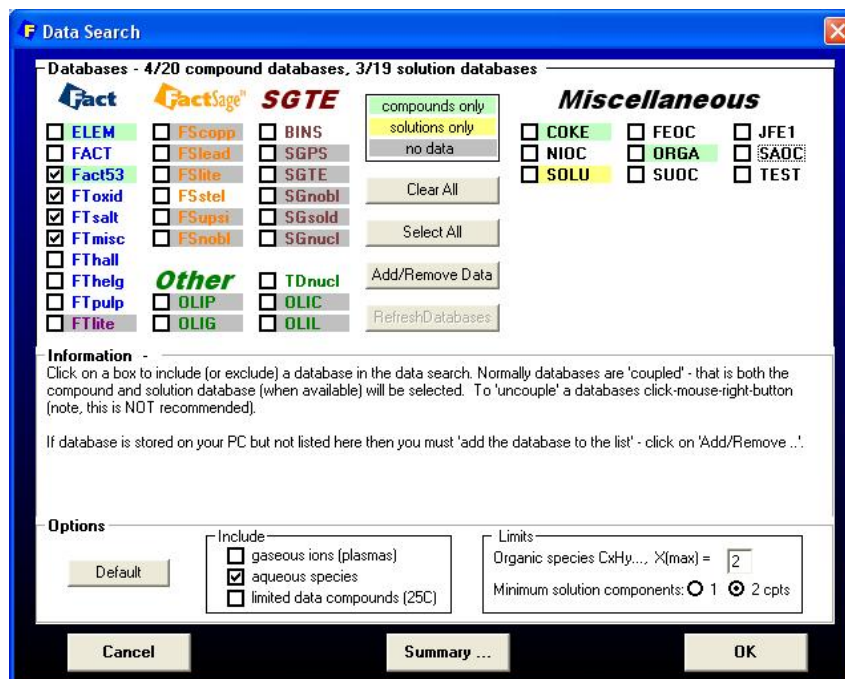 Data Search
Databases - 4/20 compound databases, 3/19 solution databases
Fact
FactSage™
SGTE
Miscellaneous
ELEM
FACT
Fact53
FToxid
FTsalt
FTmisc
FThall
FThelg
FTpulp
FTlite
FScopp
FSlead
FSlite
FSstel
FSupsi
FSnobl
Other
OLIP
OLIG
BINS
SGPS
SGTE
SGnobl
SGsold
SGnucl
TDnucl
OLIC
OLIL
compounds only
solutions only
no data
Clear All
Select All
Add/Remove Data
RefreshDatabases
COKE
NIOC
SOLU
FEOC
ORGA
SUOC
JFE1
SAOC
TEST
Information -
Click on a box to include (or exclude) a database in the data search. Normally databases are 'coupled' - that is both the
compound and solution database (when available) will be selected. To 'uncouple' a databases click-mouse-right-button
(note, this is NOT recommended).
If database is stored on your PC but not listed here then you must 'add the database to the list' - click on 'Add/Remove ..'.
Options
Default
Include
gaseous ions (plasmas)
aqueous species
limited data compounds (25C)
Limits
Organic species CxHy..., X(max) = 2
Minimum solution components: 1 2 cpts
Cancel
Summary ...
OK